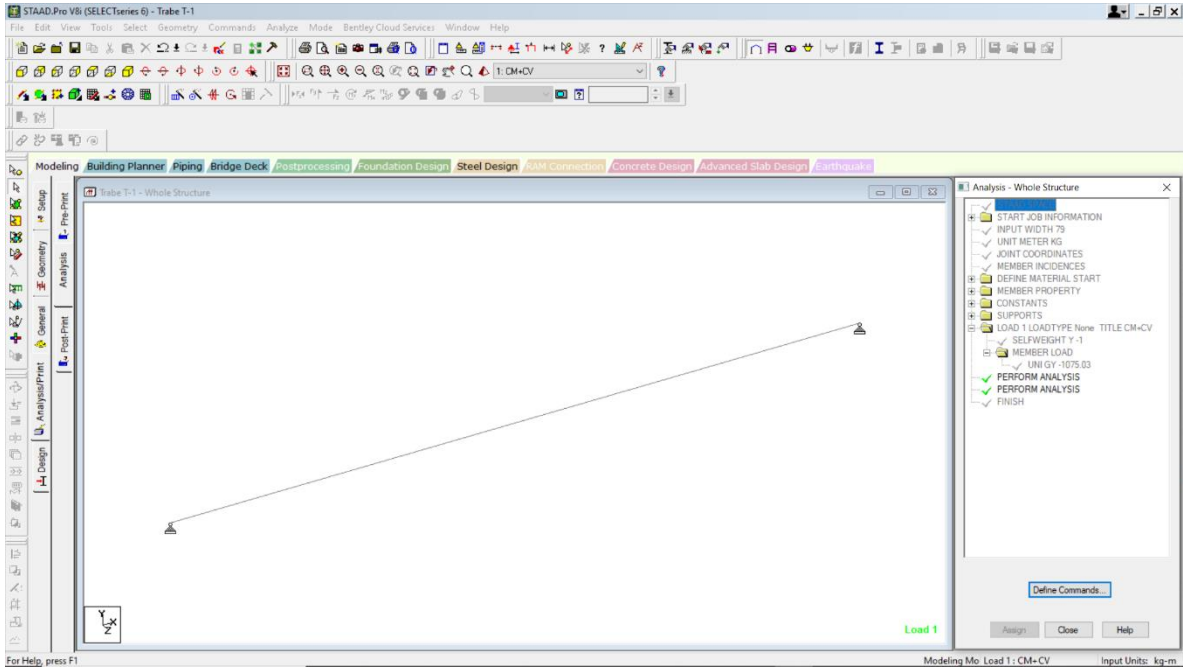 STAAD.Pro V8i (SELECTseries 6) - Trabe T-1
File Edit View Tools Select Geometry Commands Analyze Mode Bentley Cloud Services Window Help
1: CM+CV
Modeling Building Planner Piping Bridge Deck Postprocessing Foundation Design Steel Design RAM Connection Concrete Design Advanced Slab Design Earthquake
Setup
Geometry
General
Analysis/Print
Design
Pre-Print
Analysis
Post-Print
Trabe T-1 - Whole Structure
Y
X
Z
Load 1
Analysis - Whole Structure
START JOB INFORMATION
INPUT WIDTH 79
UNIT METER KG
JOINT COORDINATES
MEMBER INCIDENCES
DEFINE MATERIAL START
MEMBER PROPERTY
CONSTANTS
SUPPORTS
LOAD 1 LOADTYPE None TITLE CM+CV
SELFWEIGHT Y -1
MEMBER LOAD
UNI GY -1075.03
PERFORM ANALYSIS
PERFORM ANALYSIS
FINISH
Define Commands...
Assign Close Help
For Help, press F1
Modeling Mo Load 1 : CM+CV Input Units: kg-m